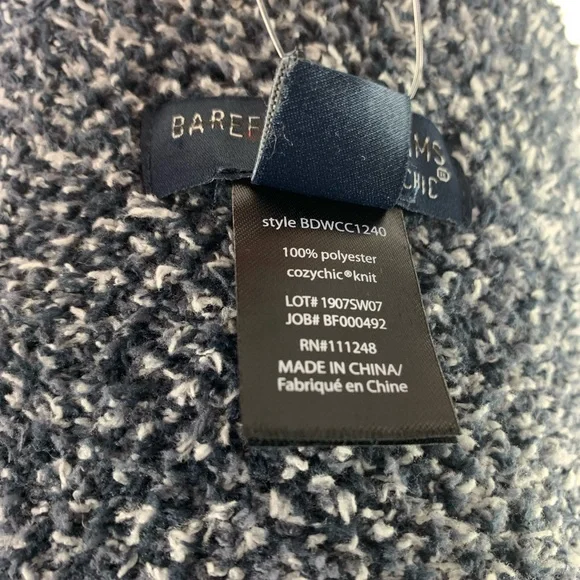 BAREF MS®
CHIC
style BDWCC1240
100% polyester
cozychic®knit
LOT# 1907SW07
JOB# BF000492
RN#111248
MADE IN CHINA/
Fabriqué en Chine